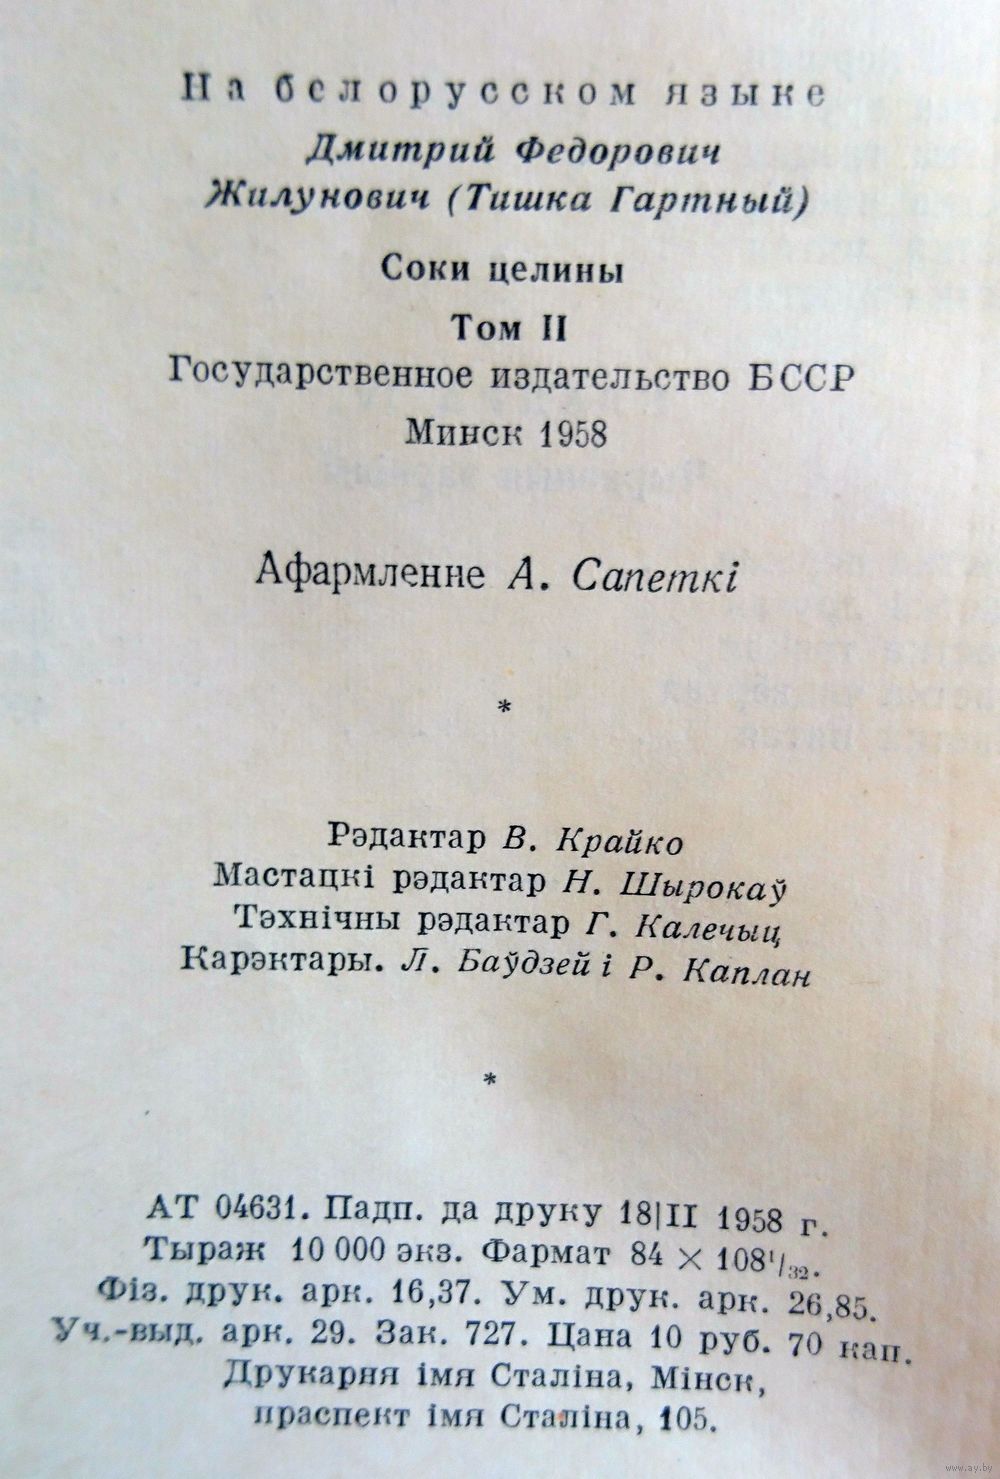 На белорусском языке
Дмитрий Федорович
Жилунович (Тишка Гартный)
Соки целины
Том II
Государственное издательство БССР
Минск 1958
Афармленне А. Сапеткі
*
Рэдактар В. Крайко
Мастацкі рэдактар Н. Шырокаў
Тэхнічны рэдактар Г. Калечыц
Карэктары. Л. Баўдзей і Р. Каплан
*
АТ 04631. Падп. да друку 18|II 1958 г.
Тыраж 10 000 экз. Фармат 84 × 108¹/₃₂.
Фіз. друк. арк. 16,37. Ум. друк. арк. 26,85.
Уч.-выд. арк. 29. Зак. 727. Цана 10 руб. 70 кап.
Друкарня імя Сталіна, Мінск,
праспект імя Сталіна, 105.
www.ay.by